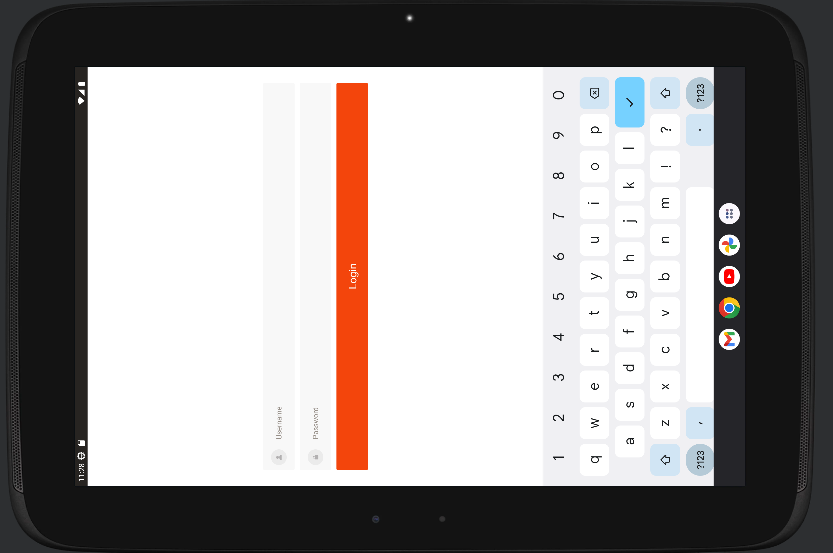 11:28
Username
Password
Login
1 2 3 4 5 6 7 8 9 0
q w e r t y u i o p
a s d f g h j k l
z x c v b n m ! ?
?123 , . ?123